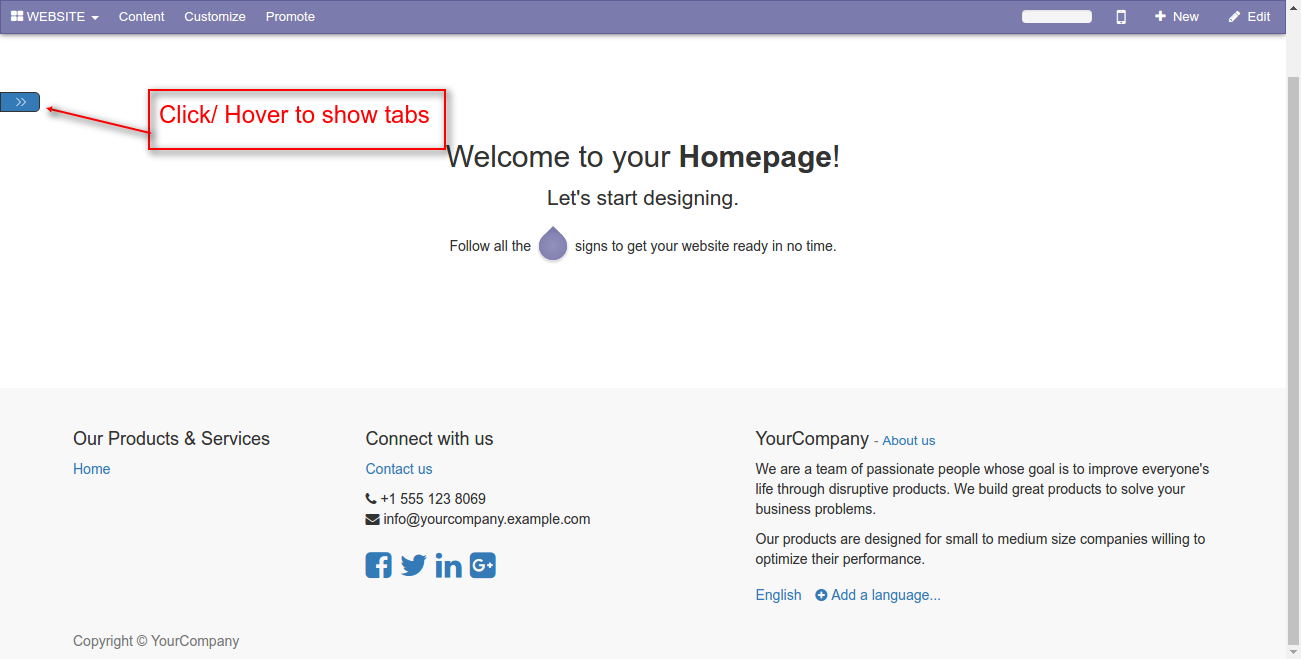 WEBSITE Content Customize Promote New Edit
Click/ Hover to show tabs
Welcome to your Homepage!
Let's start designing.
Follow all the signs to get your website ready in no time.
Our Products & Services
Home
Connect with us
Contact us
+1 555 123 8069
info@yourcompany.example.com
YourCompany - About us
We are a team of passionate people whose goal is to improve everyone's
life through disruptive products. We build great products to solve your
business problems.
Our products are designed for small to medium size companies willing to
optimize their performance.
English Add a language...
Copyright © YourCompany